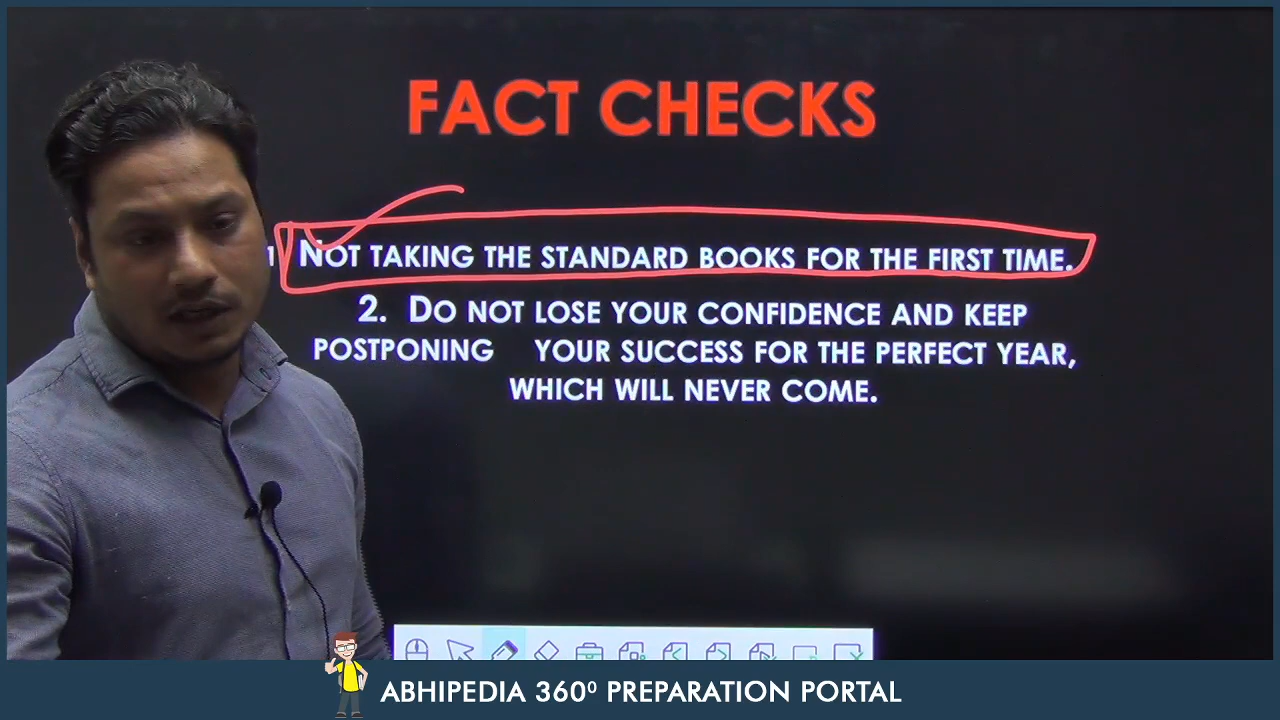 FACT CHECKS
1 NOT TAKING THE STANDARD BOOKS FOR THE FIRST TIME.
2. DO NOT LOSE YOUR CONFIDENCE AND KEEP
POSTPONING YOUR SUCCESS FOR THE PERFECT YEAR,
WHICH WILL NEVER COME.
ABHIPEDIA 360⁰ PREPARATION PORTAL